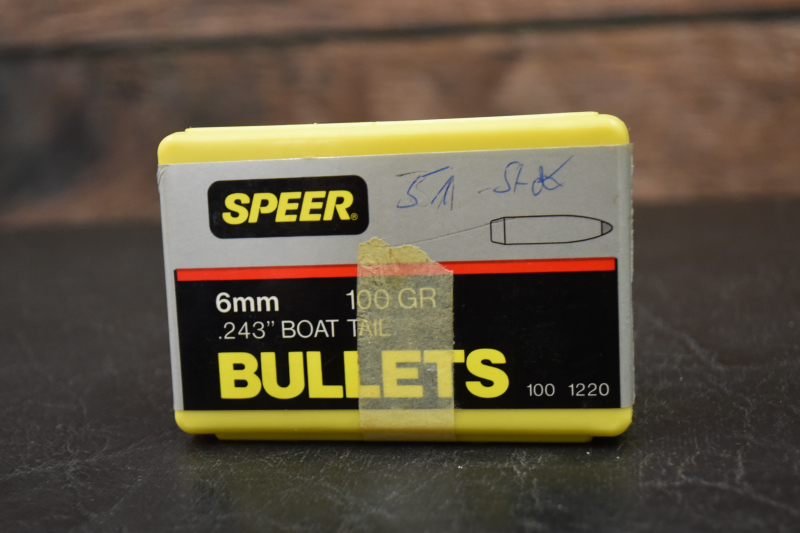 SPEER®
51 - Stck
6mm 100 GR
.243" BOAT TAIL
BULLETS 100 1220